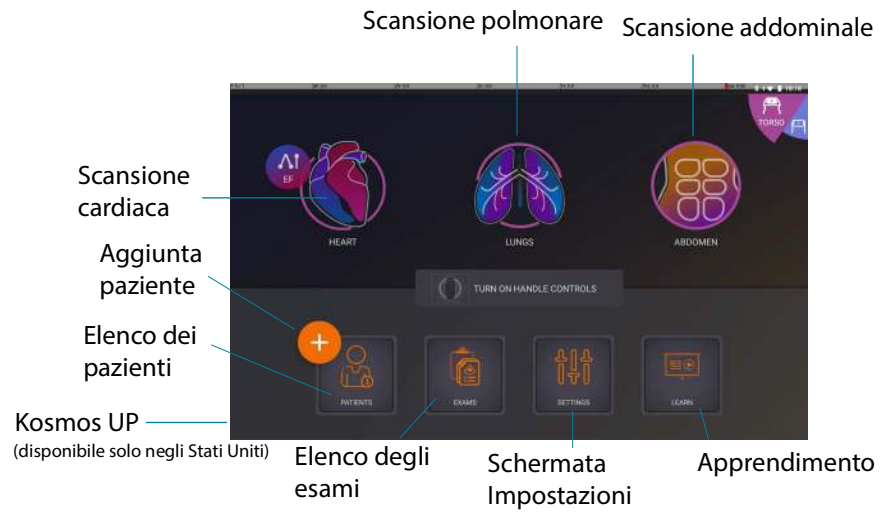 Scansione polmonare
Scansione addominale
TORSO
AI
EF
Scansione
cardiaca
HEART
LUNGS
ABDOMEN
Aggiunta
paziente
TURN ON HANDLE CONTROLS
Elenco dei
pazienti
PATIENTS
EXAMS
SETTINGS
LEARN
Kosmos UP
(disponibile solo negli Stati Uniti)
Elenco degli
esami
Schermata
Impostazioni
Apprendimento